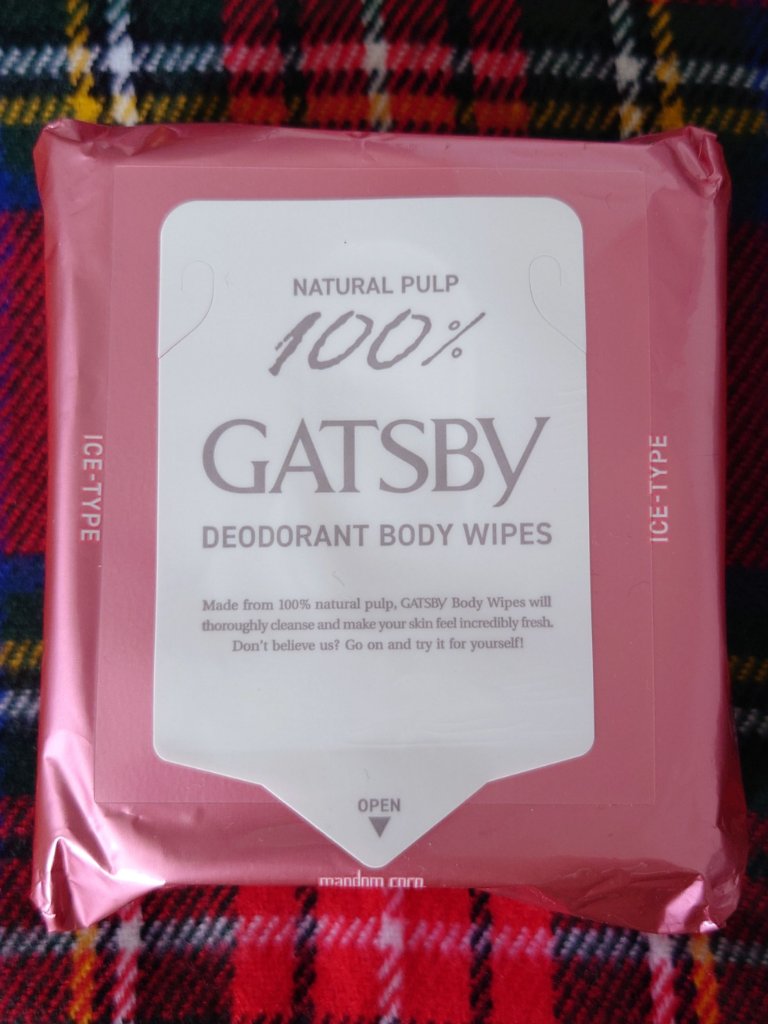 NATURAL PULP
100%
GATSBY
DEODORANT BODY WIPES
Made from 100% natural pulp, GATSBY Body Wipes will
thoroughly cleanse and make your skin feel incredibly fresh.
Don't believe us? Go on and try it for yourself!
ICE-TYPE
ICE-TYPE
OPEN
mandom corp.